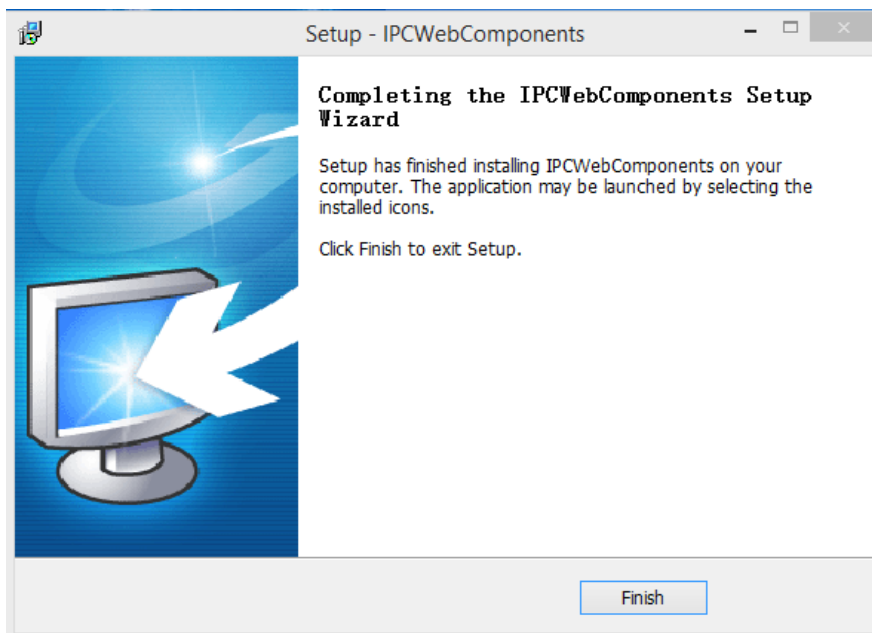 Setup - IPCWebComponents
Completing the IPCWebComponents Setup
Wizard
Setup has finished installing IPCWebComponents on your
computer. The application may be launched by selecting the
installed icons.
Click Finish to exit Setup.
Finish